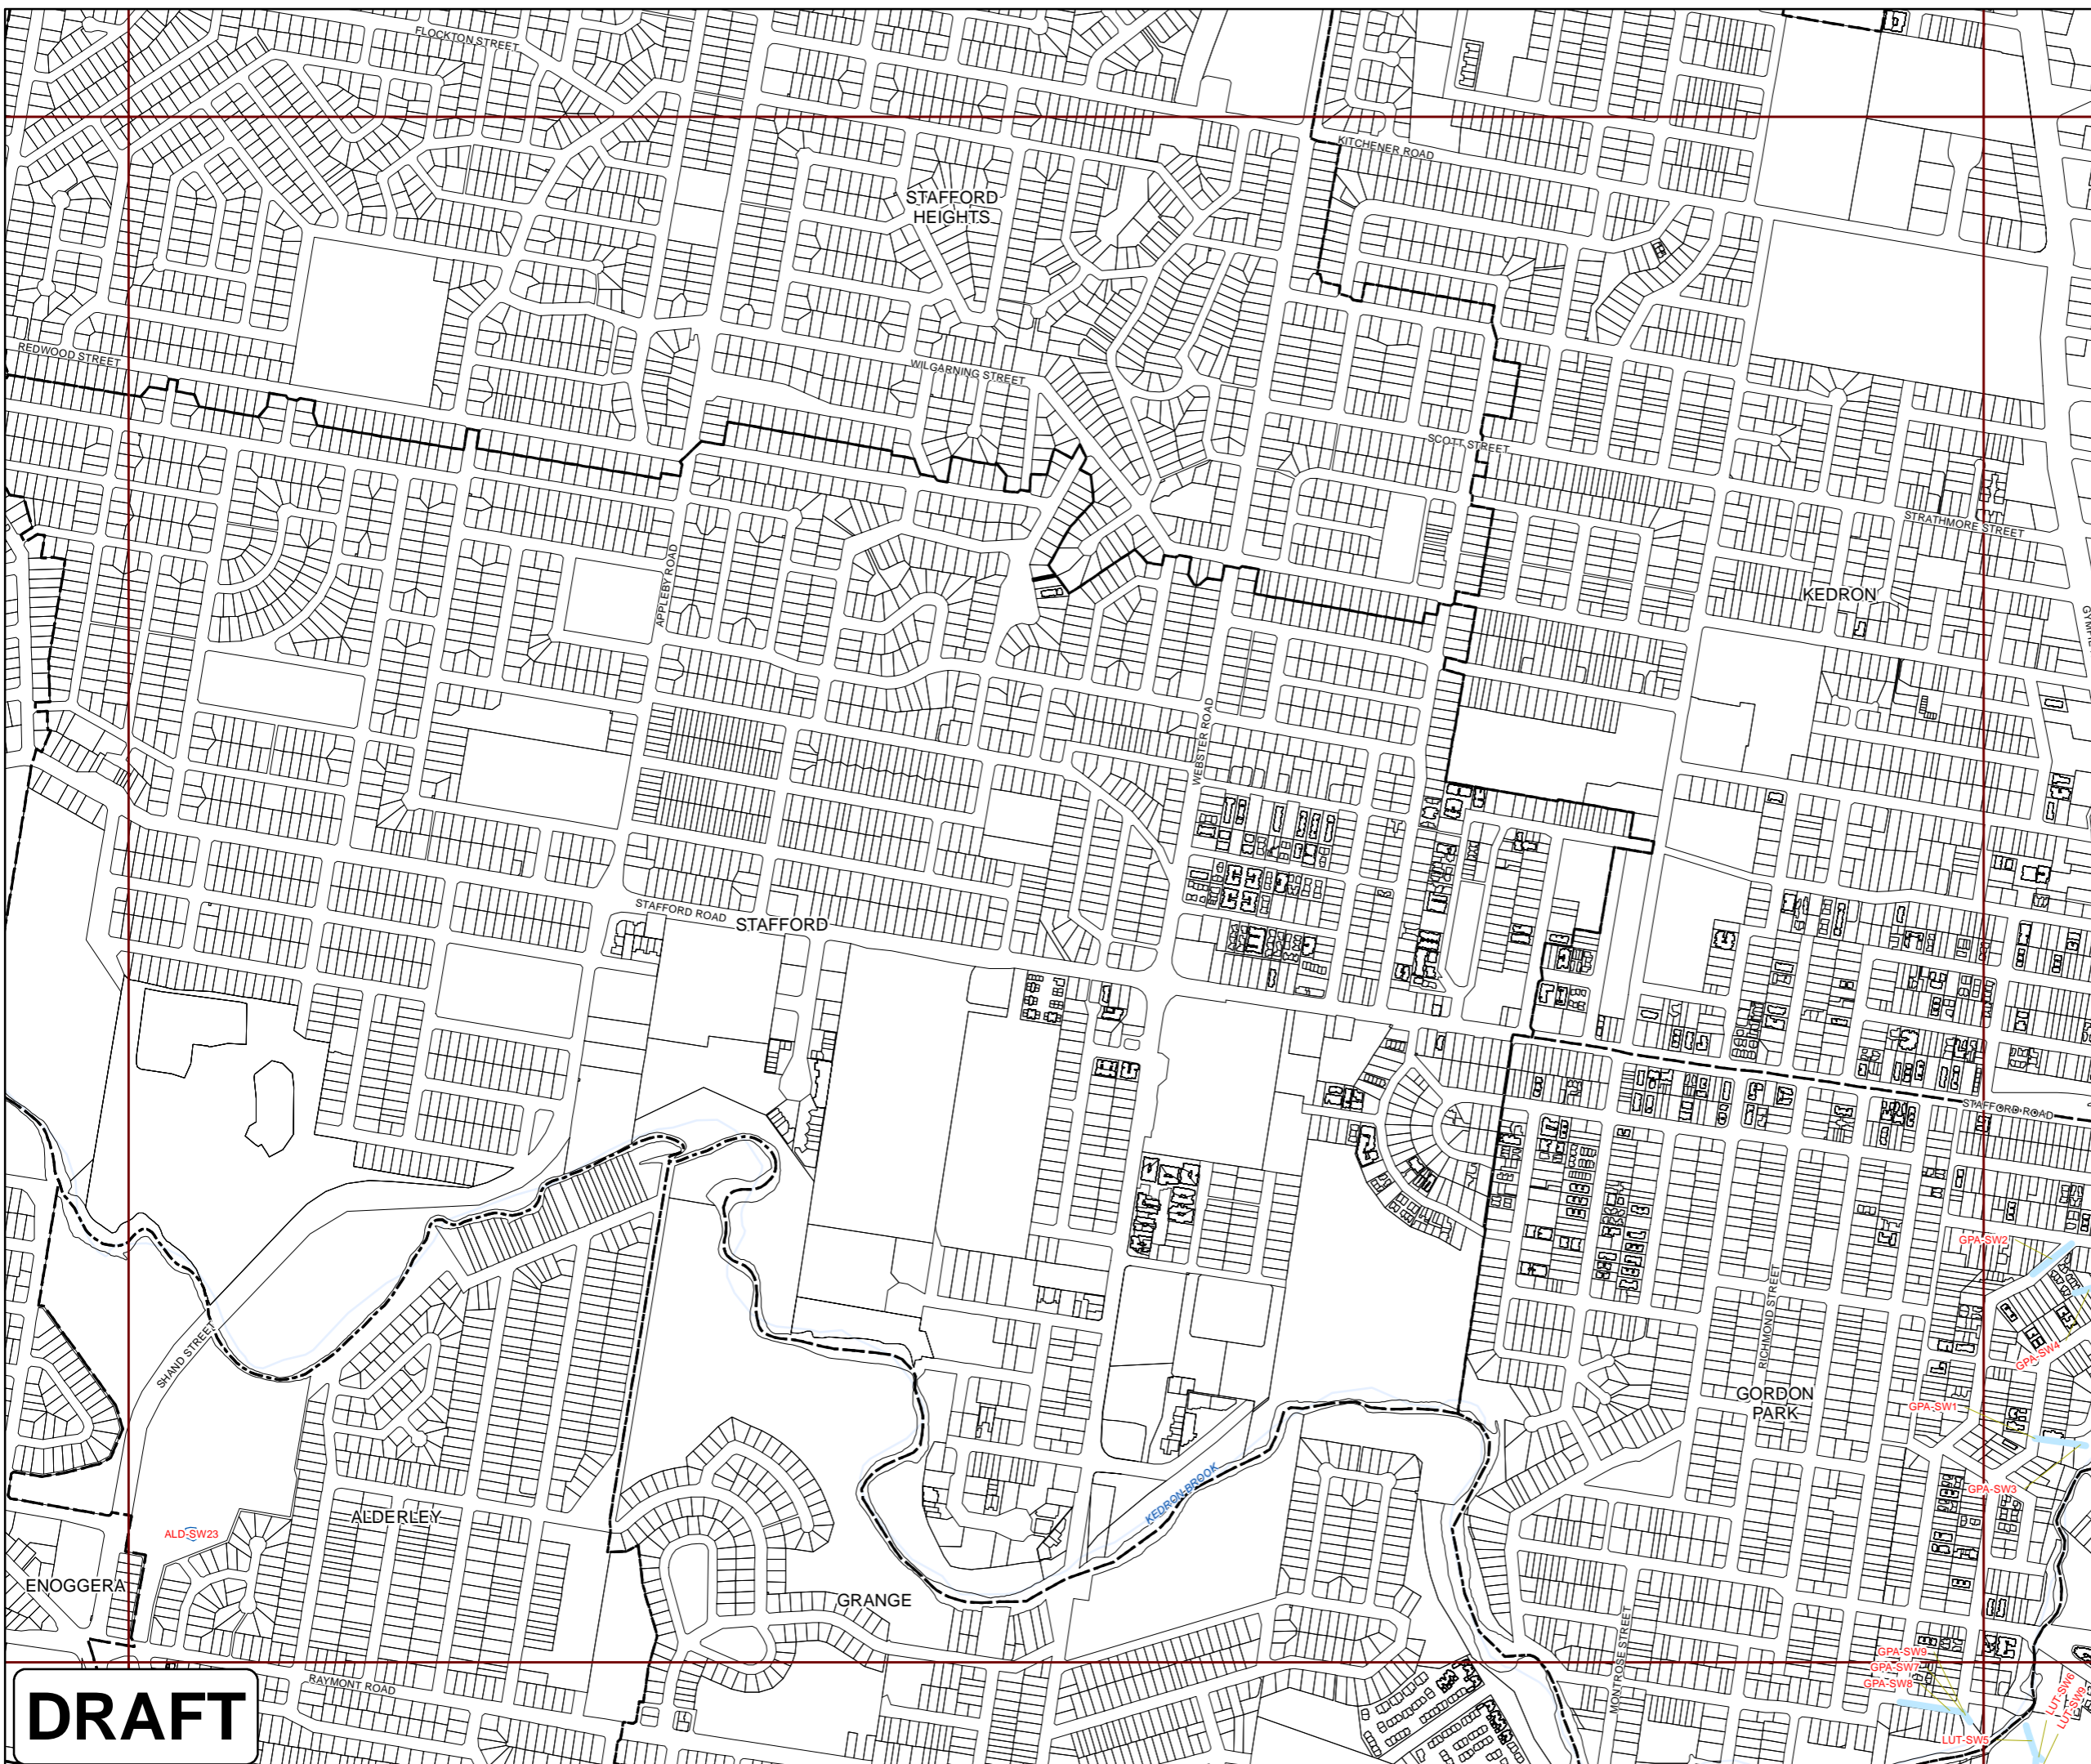 FLOCKTON STREET
KITCHENER ROAD
STAFFORD
HEIGHTS
REDWOOD STREET
WILGARNING STREET
SCOTT STREET
STRATHMORE STREET
APPLEBY ROAD
KEDRON
WEBSTER ROAD
STAFFORD ROAD
STAFFORD
STAFFORD ROAD
GPA-SW2
SHAND STREET
RICHMOND STREET
GPA-SW4
GORDON
PARK
GPA-SW1
KEDRON BROOK
GPA-SW3
ALDERLEY
ALD-SW23
ENOGGERA
GRANGE
MONTROSE STREET
GPA-SW9
GPA-SW7
GPA-SW8
RAYMONT ROAD
LUT-SW6
LUT-SW9
LUT-SW5
DRAFT